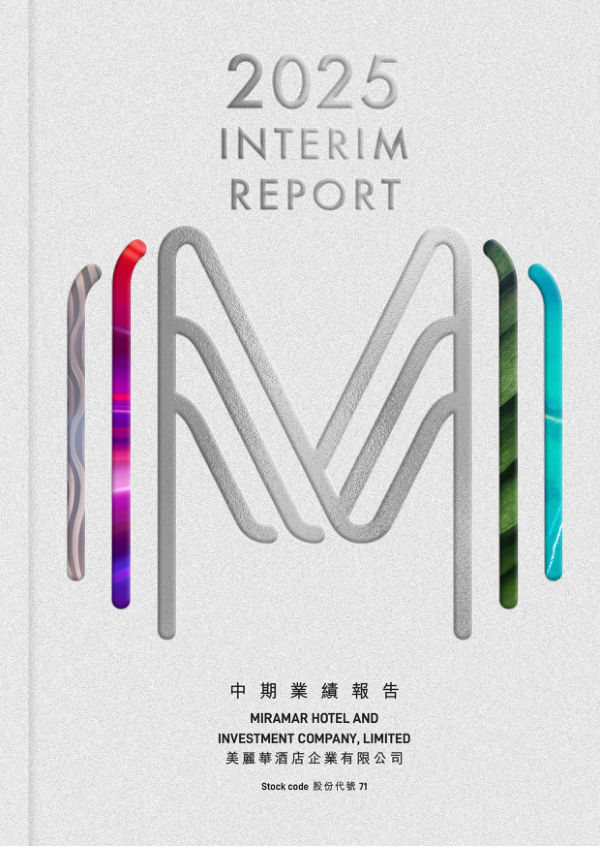 2025
INTERIM
REPORT
中期業績報告
MIRAMAR HOTEL AND
INVESTMENT COMPANY, LIMITED
美麗華酒店企業有限公司
Stock code 股份代號 71